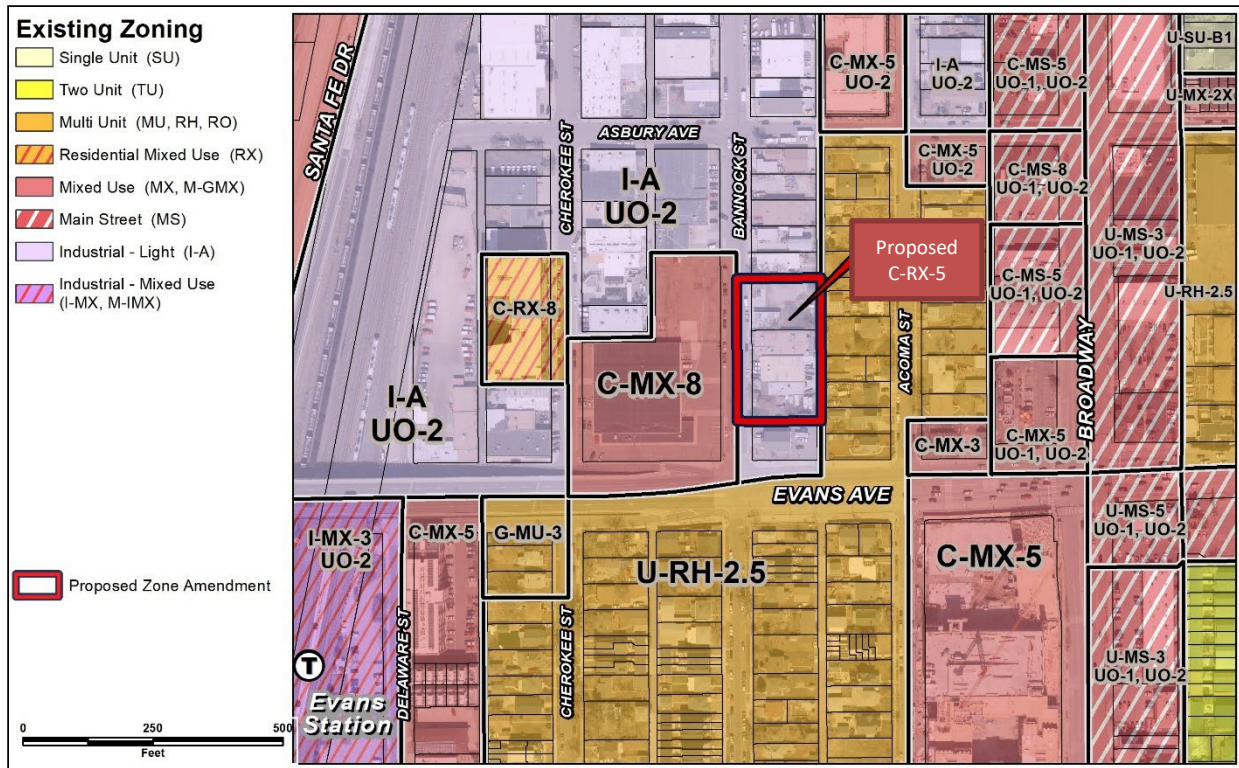 Existing Zoning
Single Unit (SU)
Two Unit (TU)
Multi Unit (MU, RH, RO)
Residential Mixed Use (RX)
Mixed Use (MX, M-GMX)
Main Street (MS)
Industrial - Light (I-A)
Industrial - Mixed Use
(I-MX, M-IMX)
Proposed Zone Amendment
0 250 500
Feet
SANTA FE DR
ASBURY AVE
CHEROKEE ST
BANNOCK ST
I-A
UO-2
C-MX-5
UO-2
I-A
UO-2
C-MS-5
UO-1, UO-2
U-SU-B1
U-MX-2X
C-MX-5
UO-2
C-MS-8
UO-1, UO-2
U-MS-3
UO-1, UO-2
Proposed
C-RX-5
C-MS-5
UO-1, UO-2
U-RH-2.5
C-RX-8
ACOMA ST
BROADWAY
I-A
UO-2
C-MX-8
C-MX-3
C-MX-5
UO-1, UO-2
EVANS AVE
I-MX-3
UO-2
C-MX-5
G-MU-3
U-RH-2.5
C-MX-5
U-MS-5
UO-1, UO-2
DELAWARE ST
CHEROKEE ST
T
Evans
Station
U-MS-3
UO-1, UO-2